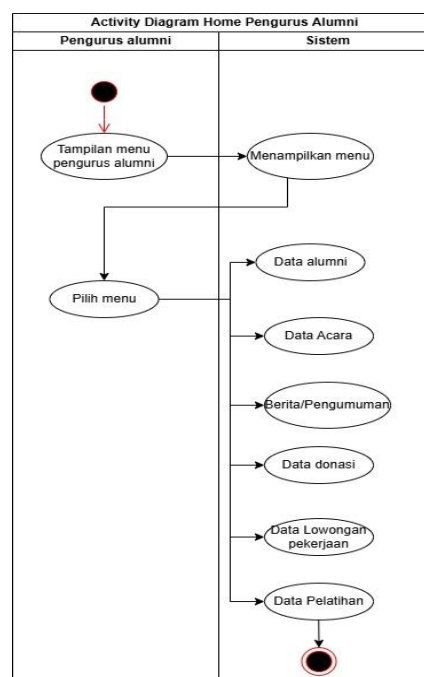 Activity Diagram Home Pengurus Alumni
Pengurus alumni
Sistem
Tampilan menu
pengurus alumni
Menampilkan menu
Pilih menu
Data alumni
Data Acara
Berita/Pengumuman
Data donasi
Data Lowongan
pekerjaan
Data Pelatihan